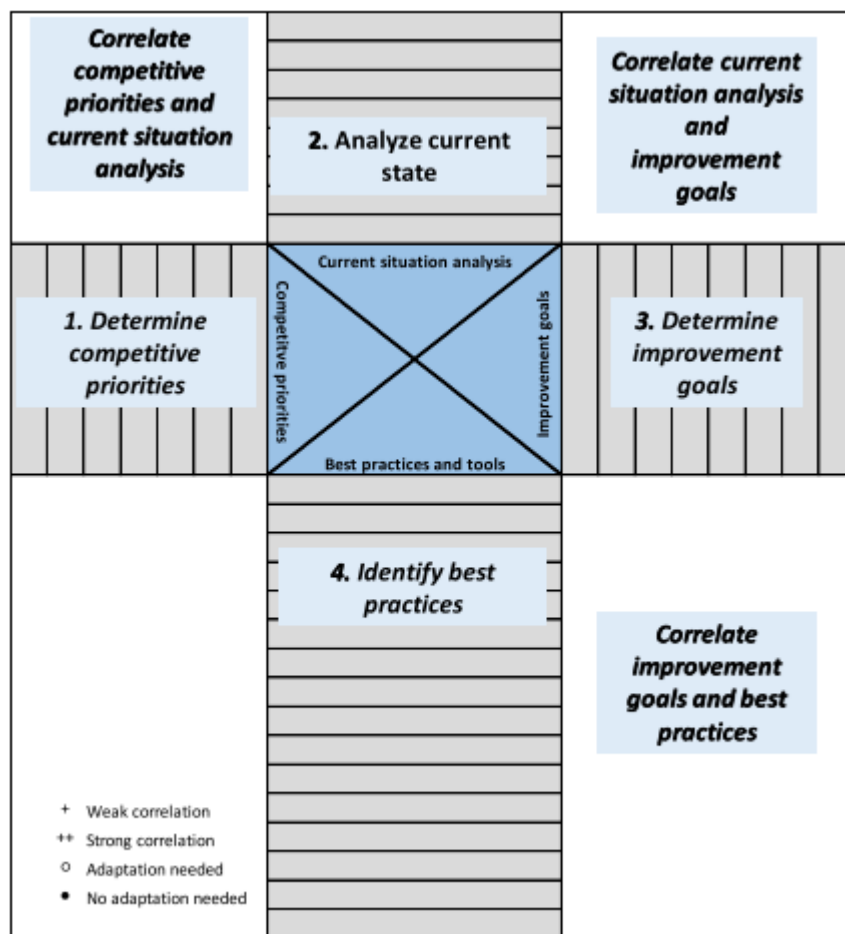 Correlate
competitive
priorities and
current situation
analysis
2. Analyze current
state
Correlate current
situation analysis
and
improvement
goals
1. Determine
competitive
priorities
Current situation analysis
Competitve priorities
Improvement goals
Best practices and tools
3. Determine
improvement
goals
4. Identify best
practices
Correlate
improvement
goals and best
practices
+ Weak correlation
++ Strong correlation
○ Adaptation needed
● No adaptation needed